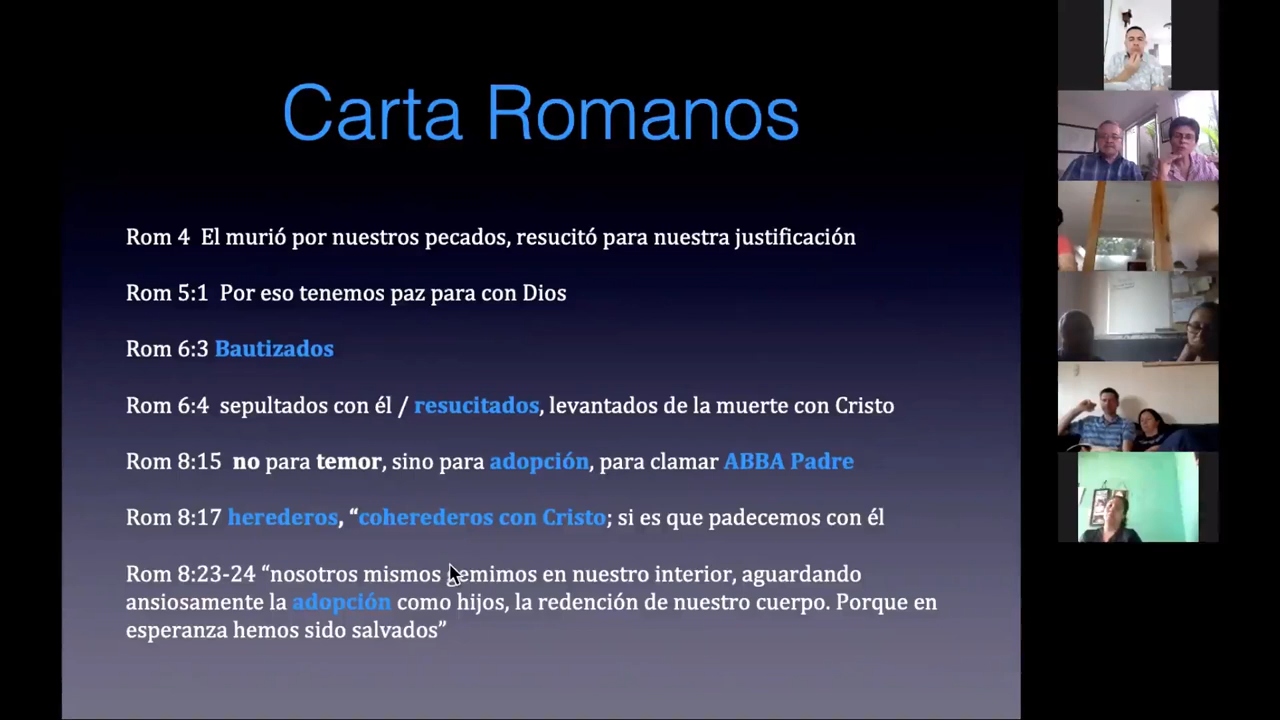 Carta Romanos
Rom 4 El murió por nuestros pecados, resucitó para nuestra justificación
Rom 5:1 Por eso tenemos paz para con Dios
Rom 6:3 Bautizados
Rom 6:4 sepultados con él / resucitados, levantados de la muerte con Cristo
Rom 8:15 no para temor, sino para adopción, para clamar ABBA Padre
Rom 8:17 herederos, “coherederos con Cristo; si es que padecemos con él
Rom 8:23-24 “nosotros mismos gemimos en nuestro interior, aguardando
ansiosamente la adopción como hijos, la redención de nuestro cuerpo. Porque en
esperanza hemos sido salvados”